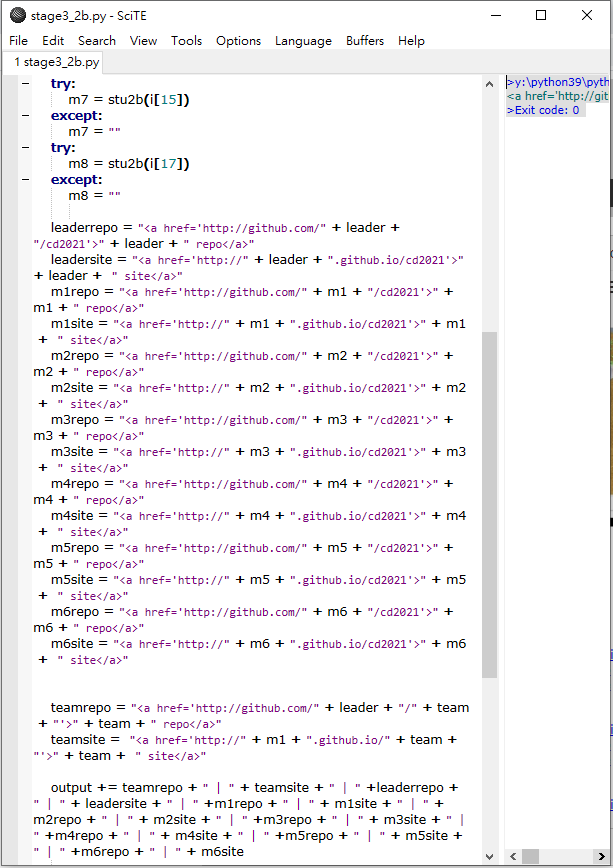 stage3_2b.py - SciTE
File Edit Search View Tools Options Language Buffers Help
1 stage3_2b.py
try:
m7 = stu2b(i[15])
except:
m7 = ""
try:
m8 = stu2b(i[17])
except:
m8 = ""
leaderrepo = "<a href='http://github.com/" + leader +
"/cd2021'>" + leader + " repo</a>"
leadersite = "<a href='http://" + leader + ".github.io/cd2021'>"
+ leader +  " site</a>"
m1repo = "<a href='http://github.com/" + m1 + "/cd2021'>" +
m1 + " repo</a>"
m1site = "<a href='http://" + m1 + ".github.io/cd2021'>" + m1
+  " site</a>"
m2repo = "<a href='http://github.com/" + m2 + "/cd2021'>" +
m2 + " repo</a>"
m2site = "<a href='http://" + m2 + ".github.io/cd2021'>" + m2
+  " site</a>"
m3repo = "<a href='http://github.com/" + m3 + "/cd2021'>" +
m3 + " repo</a>"
m3site = "<a href='http://" + m3 + ".github.io/cd2021'>" + m3
+  " site</a>"
m4repo = "<a href='http://github.com/" + m4 + "/cd2021'>" +
m4 + " repo</a>"
m4site = "<a href='http://" + m4 + ".github.io/cd2021'>" + m4
+  " site</a>"
m5repo = "<a href='http://github.com/" + m5 + "/cd2021'>" +
m5 + " repo</a>"
m5site = "<a href='http://" + m5 + ".github.io/cd2021'>" + m5
+  " site</a>"
m6repo = "<a href='http://github.com/" + m6 + "/cd2021'>" +
m6 + " repo</a>"
m6site = "<a href='http://" + m6 + ".github.io/cd2021'>" + m6
+  " site</a>"
teamrepo = "<a href='http://github.com/" + leader + "/" + team
+ "'>" + team + " repo</a>"
teamsite =  "<a href='http://" + m1 + ".github.io/" + team +
"'>" + team +  " site</a>"
output += teamrepo + " | " + teamsite + " | " +leaderrepo +
" | " + leadersite + " | " +m1repo + " | " + m1site + " | " +
m2repo + " | " + m2site + " | " +m3repo + " | " + m3site + " |
" +m4repo + " | " + m4site + " | " +m5repo + " | " + m5site +
" | " +m6repo + " | " + m6site
>y:\python39\pyth
<a href='http://git
>Exit code: 0